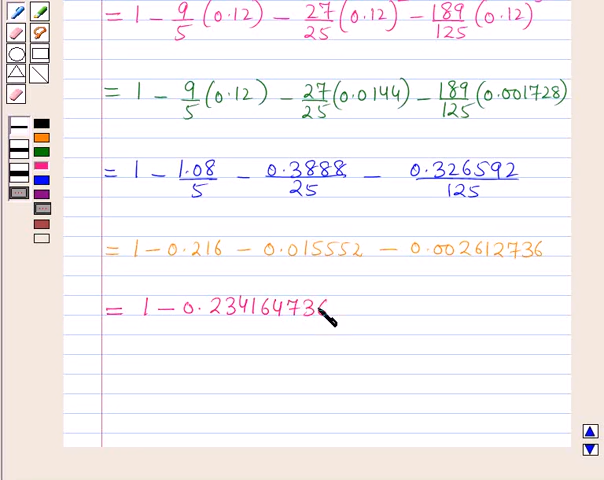 = 1 - 9/5 (0.12) - 27/25 (0.12) - 189/125 (0.12)
= 1 - 9/5 (0.12) - 27/25 (0.0144) - 189/125 (0.001728)
= 1 - 1.08/5 - 0.3888/25 - 0.326592/125
= 1 - 0.216 - 0.015552 - 0.002612736
= 1 - 0.234164736